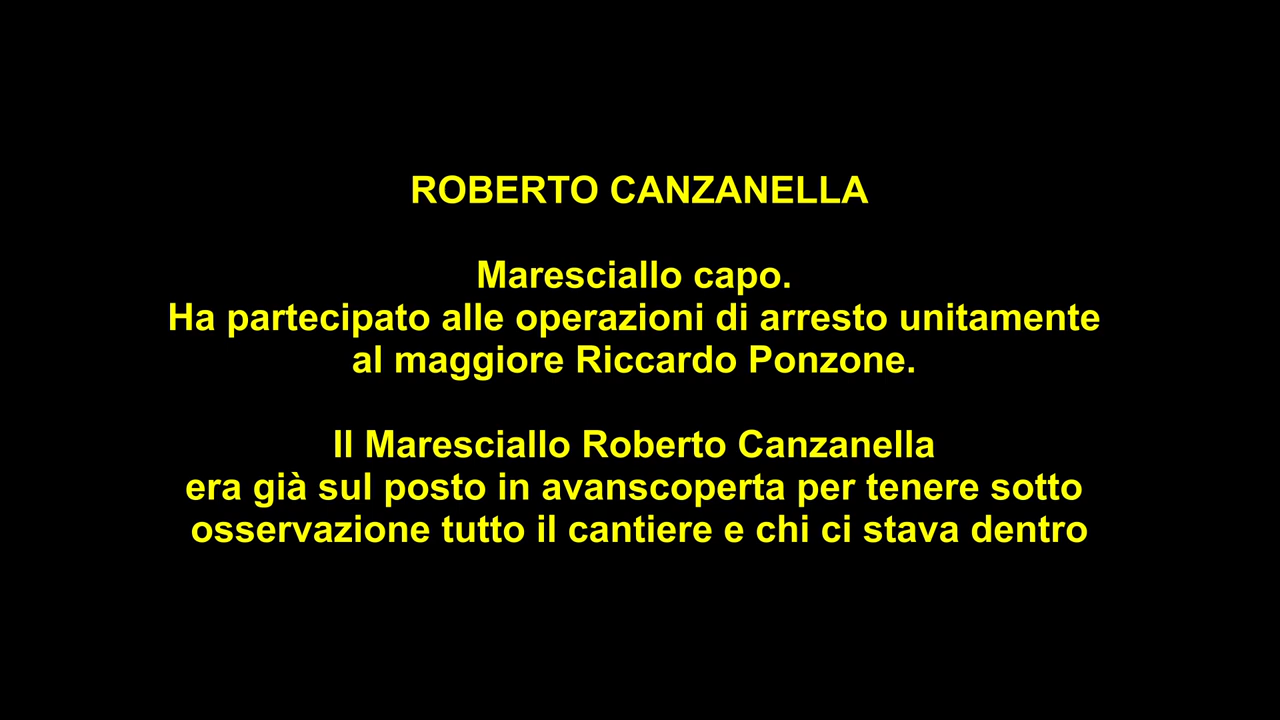 ROBERTO CANZANELLA
Maresciallo capo.
Ha partecipato alle operazioni di arresto unitamente
al maggiore Riccardo Ponzone.
Il Maresciallo Roberto Canzanella
era già sul posto in avanscoperta per tenere sotto
osservazione tutto il cantiere e chi ci stava dentro